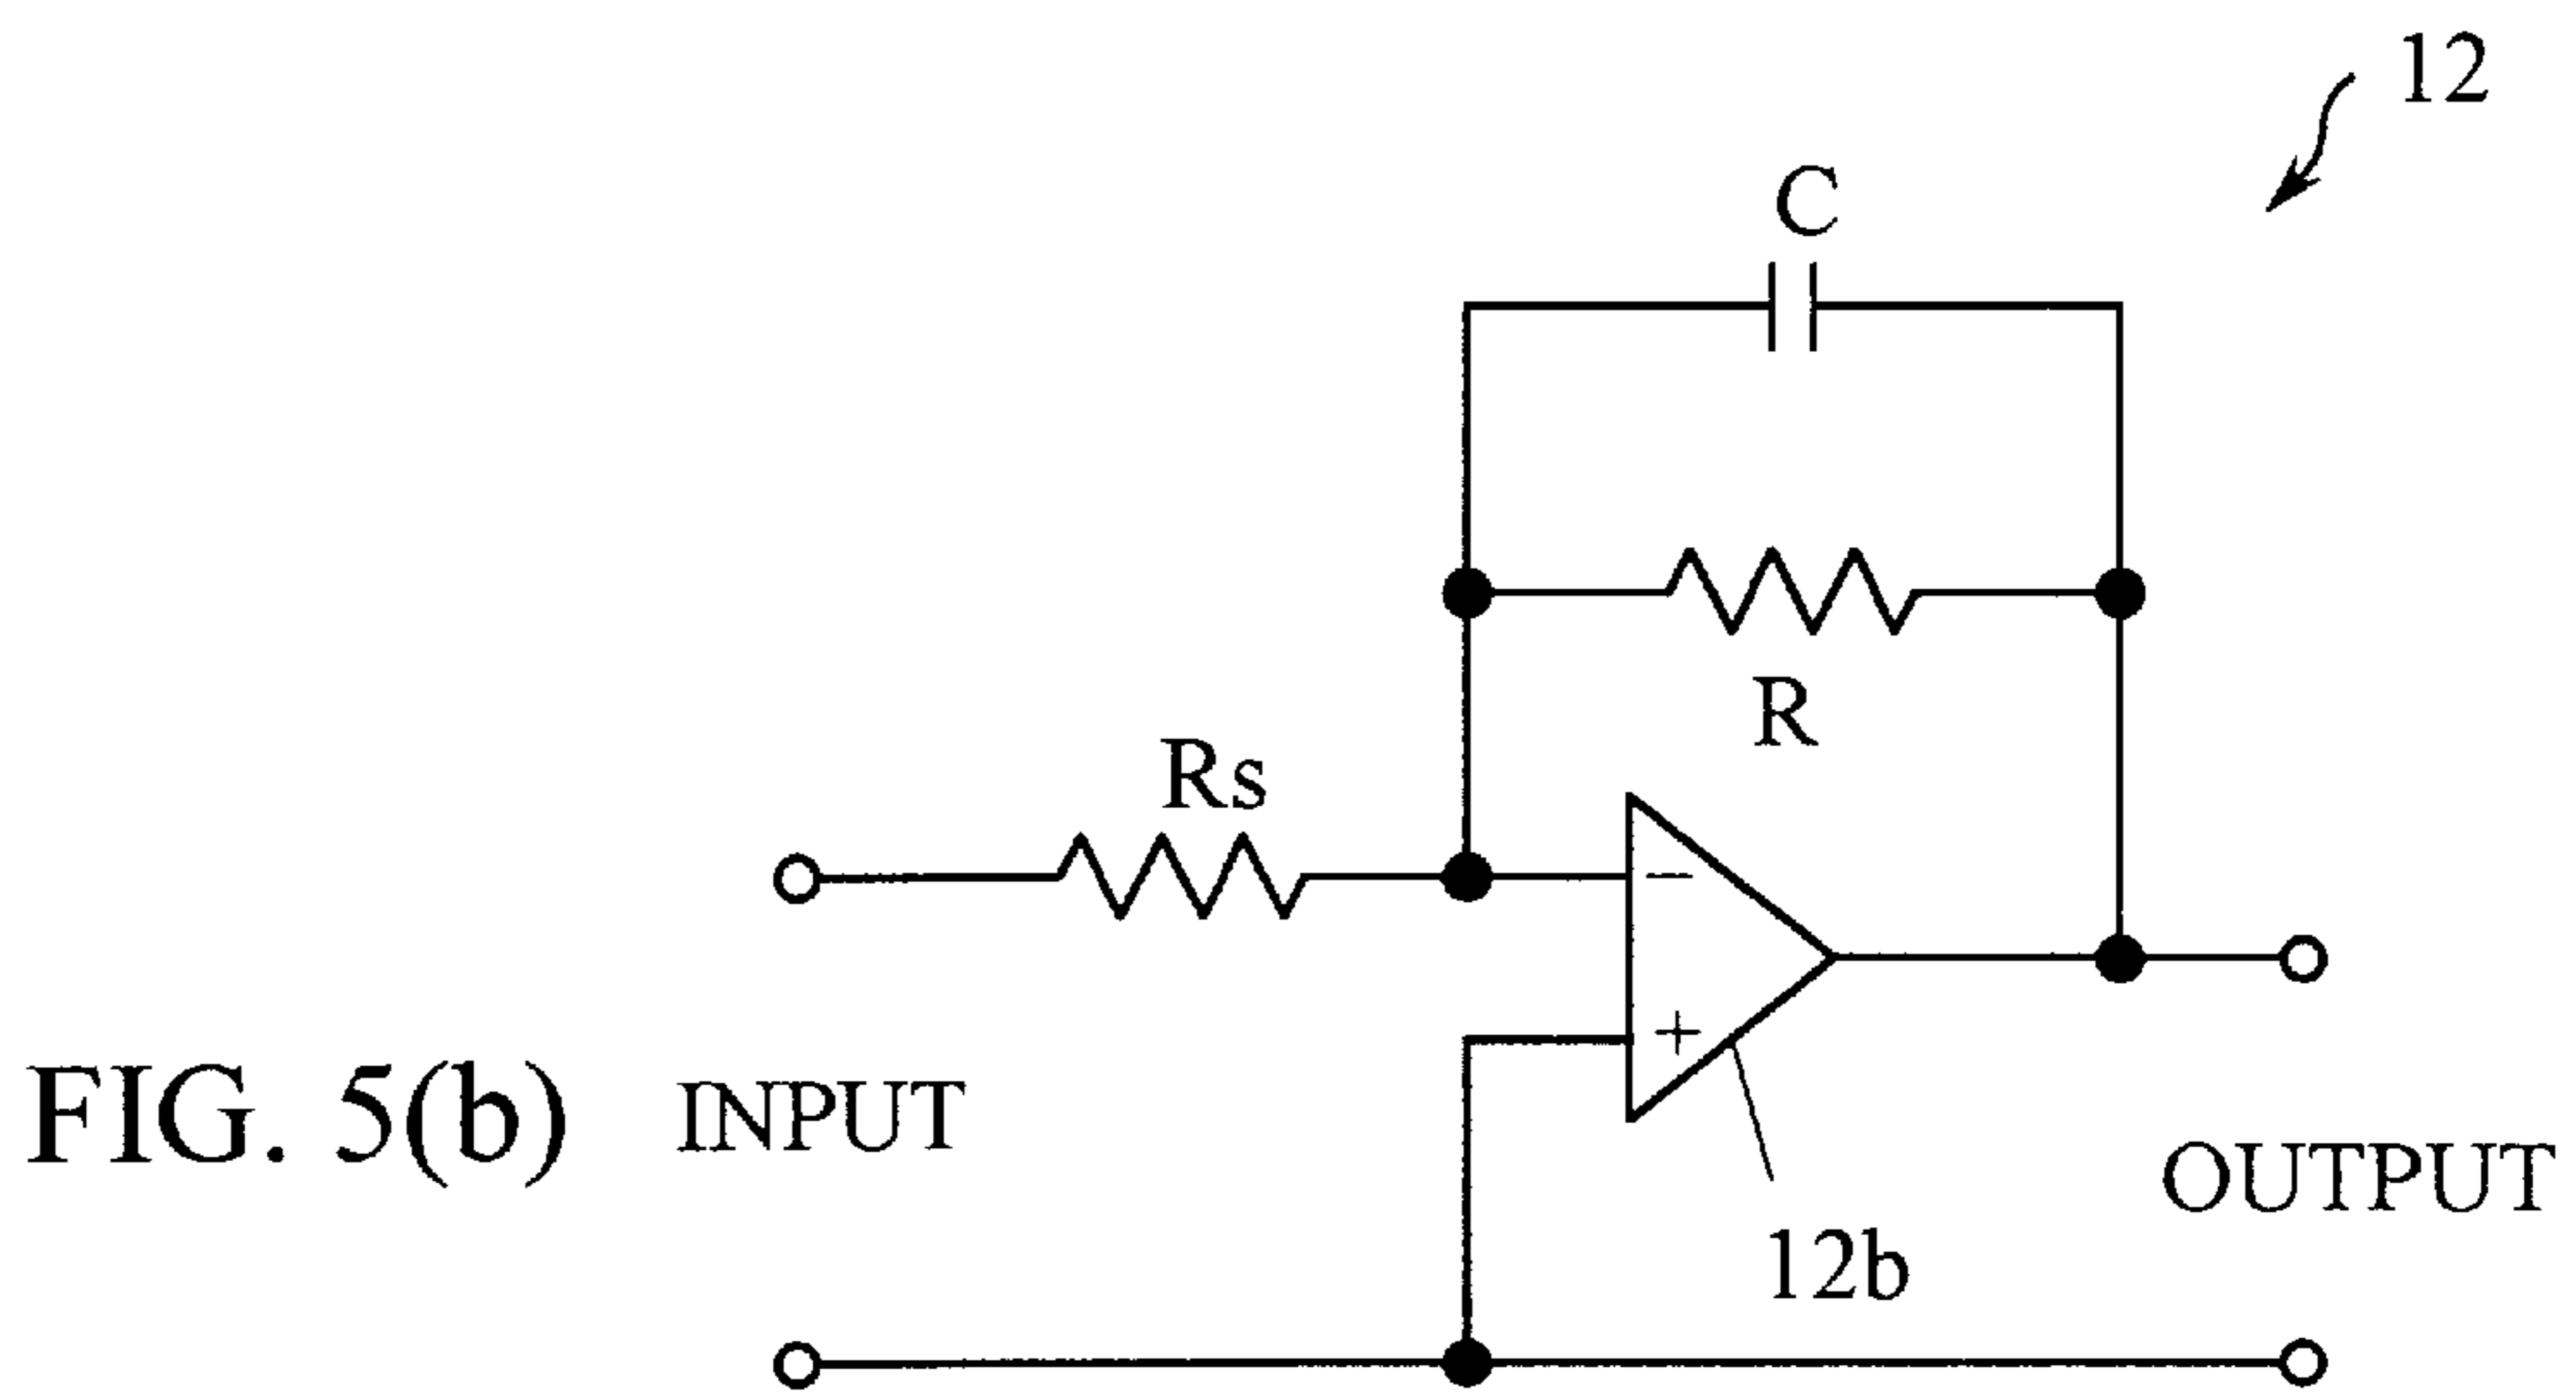 12
C
R
Rs
−
+
FIG. 5(b)
INPUT
OUTPUT
12b